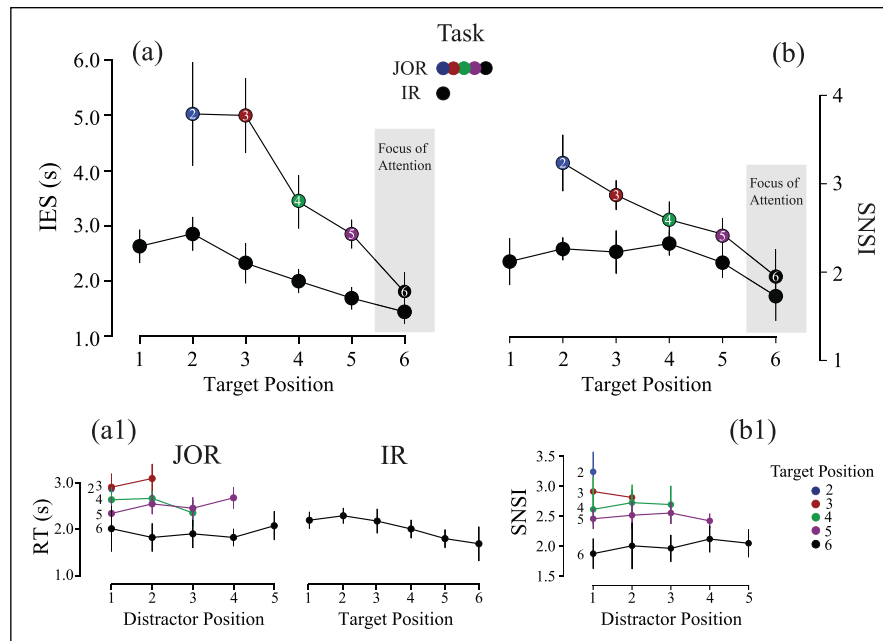 (a)
Task
JOR
IR
(b)
6.0
5.0
4.0
3.0
2.0
1.0
IES (s)
2
3
4
5
6
Focus of
Attention
1 2 3 4 5 6
Target Position
2
3
4
5
6
Focus of
Attention
1 2 3 4 5 6
Target Position
4
3
2
1
SNSI
(a1)
JOR
IR
3.0
2.0
1.0
RT (s)
2 3
4
5
6
1 2 3 4 5
Distractor Position
1 2 3 4 5 6
Target Position
(b1)
3.5
3.0
2.5
2.0
1.5
SNSI
2
3
4
5
6
1 2 3 4 5
Distractor Position
Target Position
2
3
4
5
6